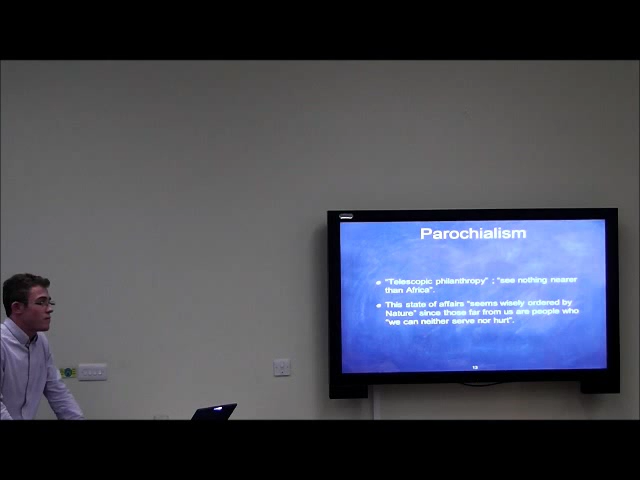 Parochialism
"Telescopic philanthropy" ; "see nothing nearer
than Africa".
This state of affairs "seems wisely ordered by
Nature" since those far from us are people who
"we can neither serve nor hurt".
13